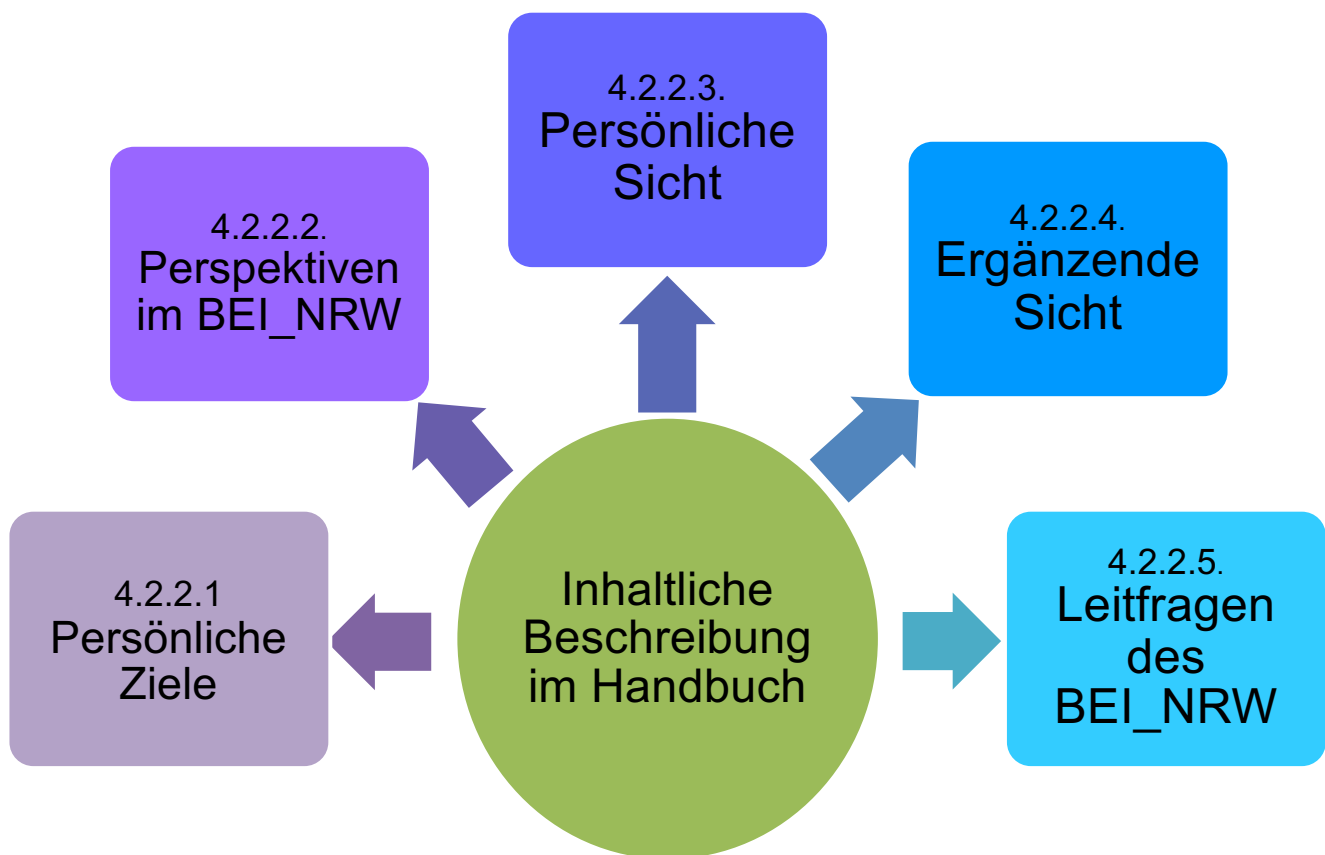 4.2.2.3.
Persönliche
Sicht
4.2.2.2.
Perspektiven
im BEI_NRW
4.2.2.4.
Ergänzende
Sicht
4.2.2.1
Persönliche
Ziele
Inhaltliche
Beschreibung
im Handbuch
4.2.2.5.
Leitfragen
des
BEI_NRW